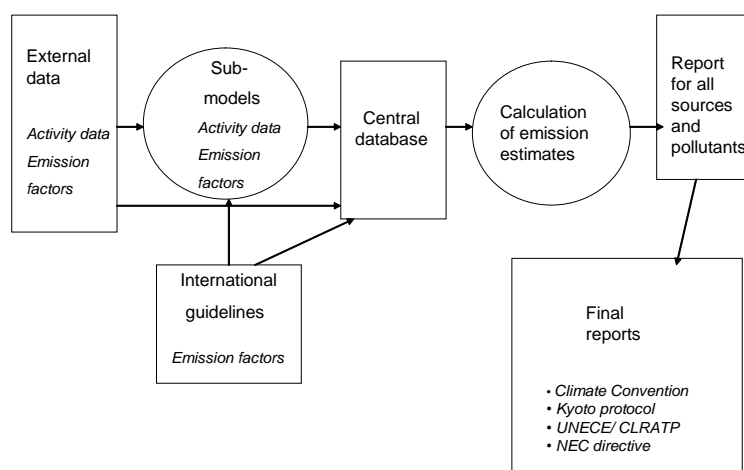 External
data
Activity data
Emission
factors
Sub-
models
Activity data
Emission
factors
Central
database
Calculation
of emission
estimates
Report
for all
sources
and
pollutants
International
guidelines
Emission factors
Final
reports
• Climate Convention
• Kyoto protocol
• UNECE/ CLRATP
• NEC directive